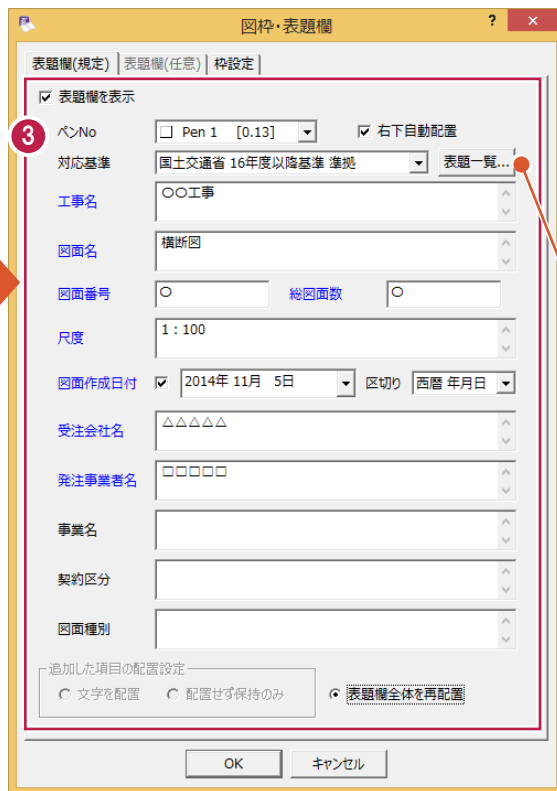 図枠・表題欄
? ×
表題欄(規定) 表題欄(任意) 枠設定
表題欄を表示
3
ペンNo Pen 1 [0.13] 右下自動配置
対応基準 国土交通省 16年度以降基準 準拠 表題一覧...
工事名 〇〇工事
図面名 横断図
図面番号 〇 総図面数 〇
尺度 1：100
図面作成日付 2014年 11月 5日 区切り 西暦 年月日
受注会社名 △△△△△
発注事業者名 □□□□□
事業名
契約区分
図面種別
追加した項目の配置設定
文字を配置 配置せず保持のみ 表題欄全体を再配置
OK キャンセル